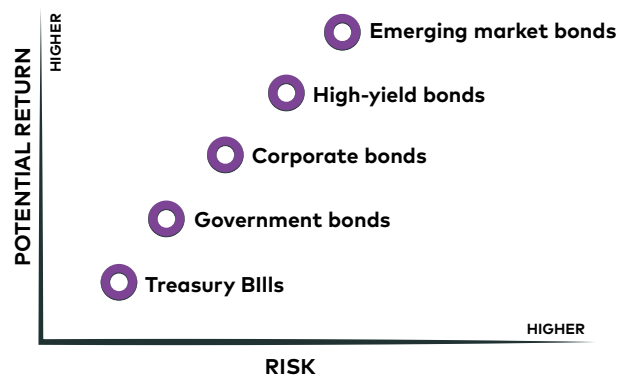 HIGHER
Emerging market bonds
High-yield bonds
POTENTIAL RETURN
Corporate bonds
Government bonds
Treasury BIlls
HIGHER
RISK